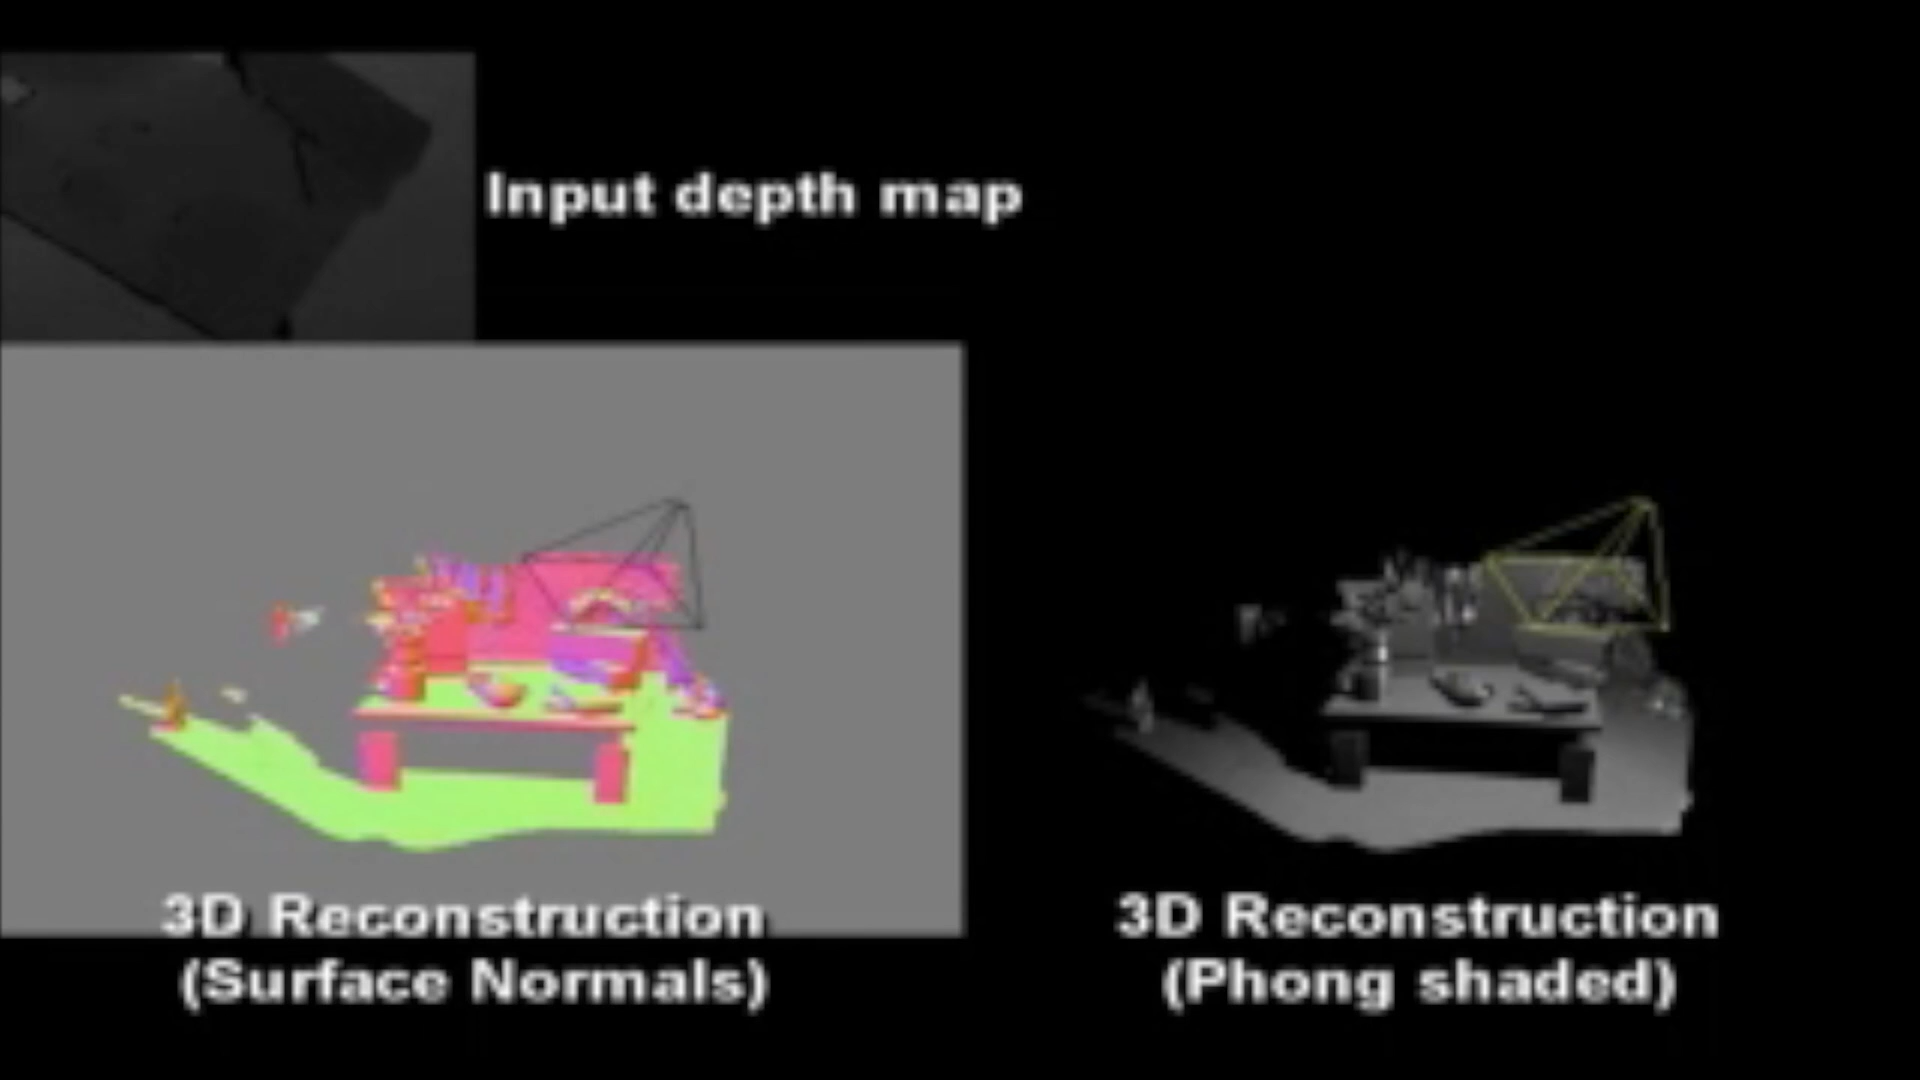 Input depth map
3D Reconstruction
(Surface Normals)
3D Reconstruction
(Phong shaded)